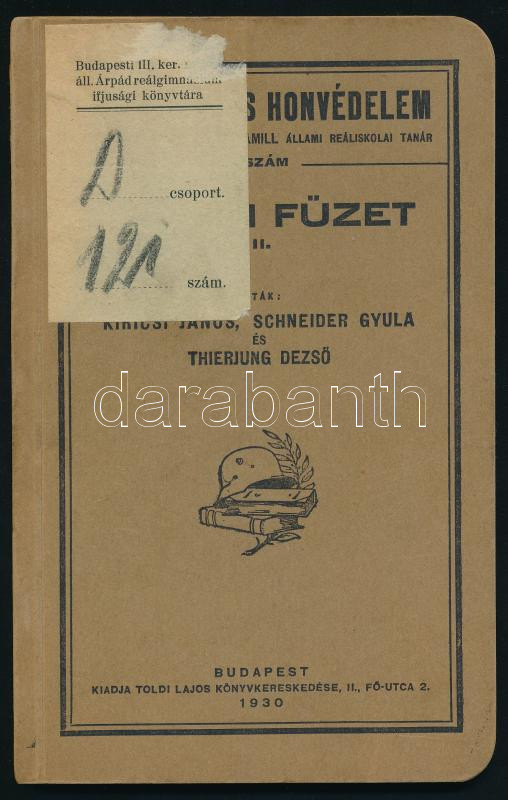 Budapesti III. ker.
áll. Árpád reálgimnázium
ifjusági könyvtára
D csoport.
121 szám.
S HONVÉDELEM
AMILL ÁLLAMI REÁLISKOLAI TANÁR
SZÁM
I FÜZET
II.
TÁK:
KIRICSI JÁNOS, SCHNEIDER GYULA
ÉS
THIERJUNG DEZSŐ
darabanth
BUDAPEST
KIADJA TOLDI LAJOS KÖNYVKERESKEDÉSE, II., FŐ-UTCA 2.
1930